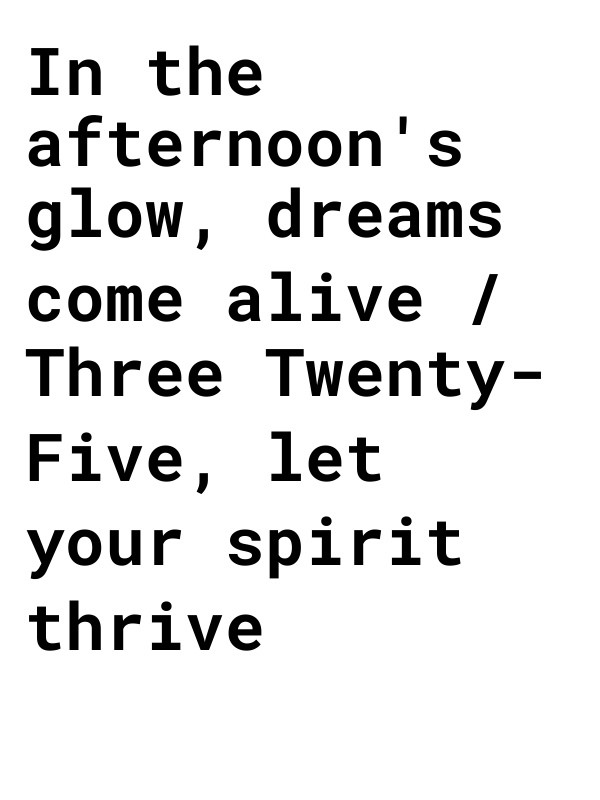 In the
afternoon's
glow, dreams
come alive /
Three Twenty-
Five, let
your spirit
thrive